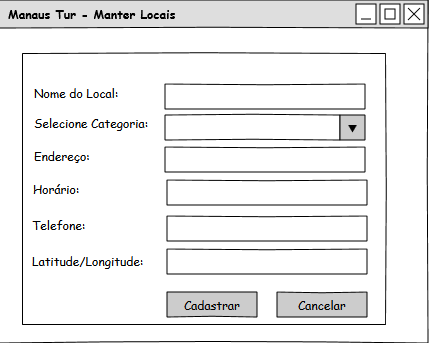 Manaus Tur - Manter Locais
Nome do Local:
Selecione Categoria:
Endereço:
Horário:
Telefone:
Latitude/Longitude:
Cadastrar
Cancelar